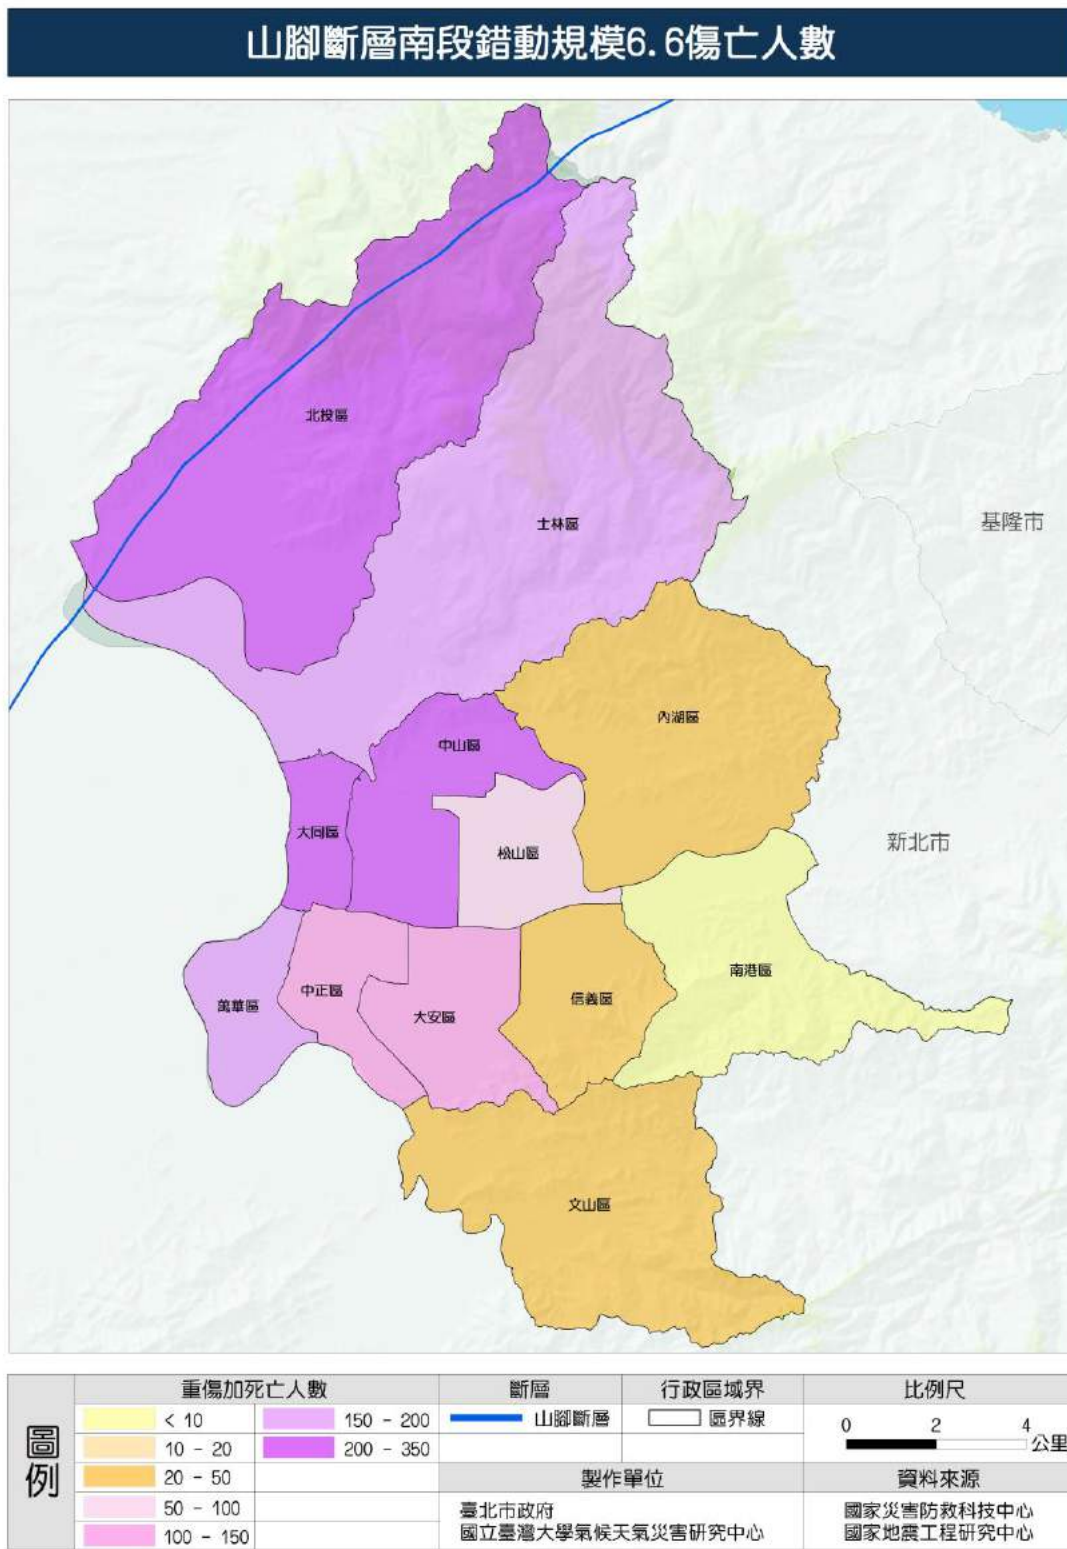 山腳斷層南段錯動規模6.6傷亡人數
北投區
士林區
基隆市
內湖區
中山區
大同區
松山區
新北市
南港區
萬華區
中正區
信義區
大安區
文山區
圖例
重傷加死亡人數
< 10
10 - 20
20 - 50
50 - 100
100 - 150
150 - 200
200 - 350
斷層
山腳斷層
行政區域界
區界線
比例尺
0 2 4
公里
製作單位
臺北市政府
國立臺灣大學氣候天氣災害研究中心
資料來源
國家災害防救科技中心
國家地震工程研究中心